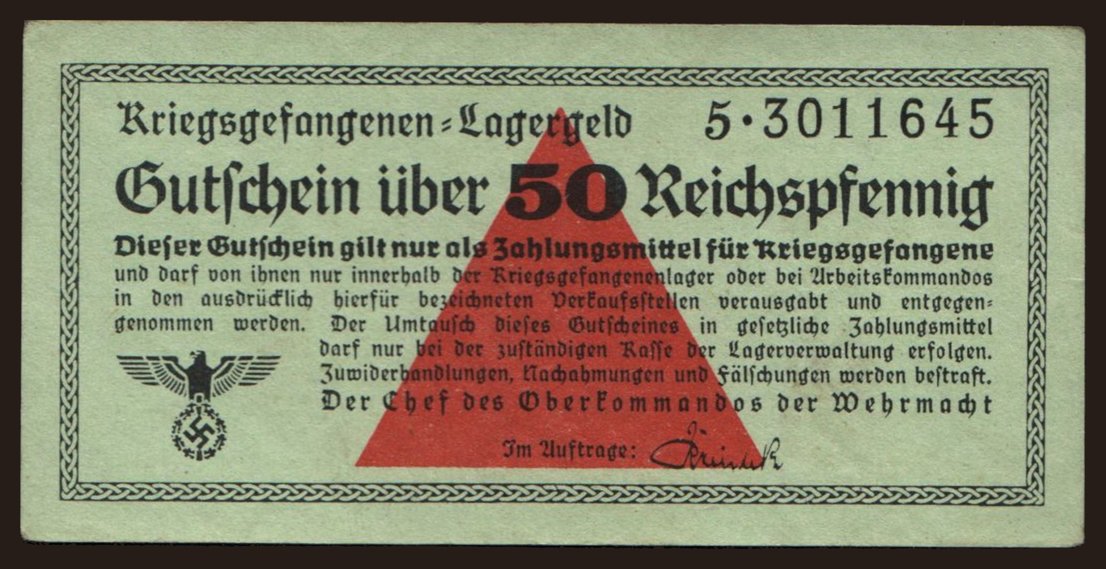 Kriegsgefangenen-Lagergeld 5·3011645
Gutschein über 50 Reichspfennig
Dieser Gutschein gilt nur als Zahlungsmittel für Kriegsgefangene
und darf von ihnen nur innerhalb der Kriegsgefangenenlager oder bei Arbeitskommandos
in den ausdrücklich hierfür bezeichneten Verkaufsstellen verausgabt und entgegen-
genommen werden. Der Umtausch dieses Gutscheines in gesetzliche Zahlungsmittel
darf nur bei der zuständigen Kasse der Lagerverwaltung erfolgen.
Zuwiderhandlungen, Nachahmungen und Fälschungen werden bestraft.
Der Chef des Oberkommandos der Wehrmacht
Im Auftrage: